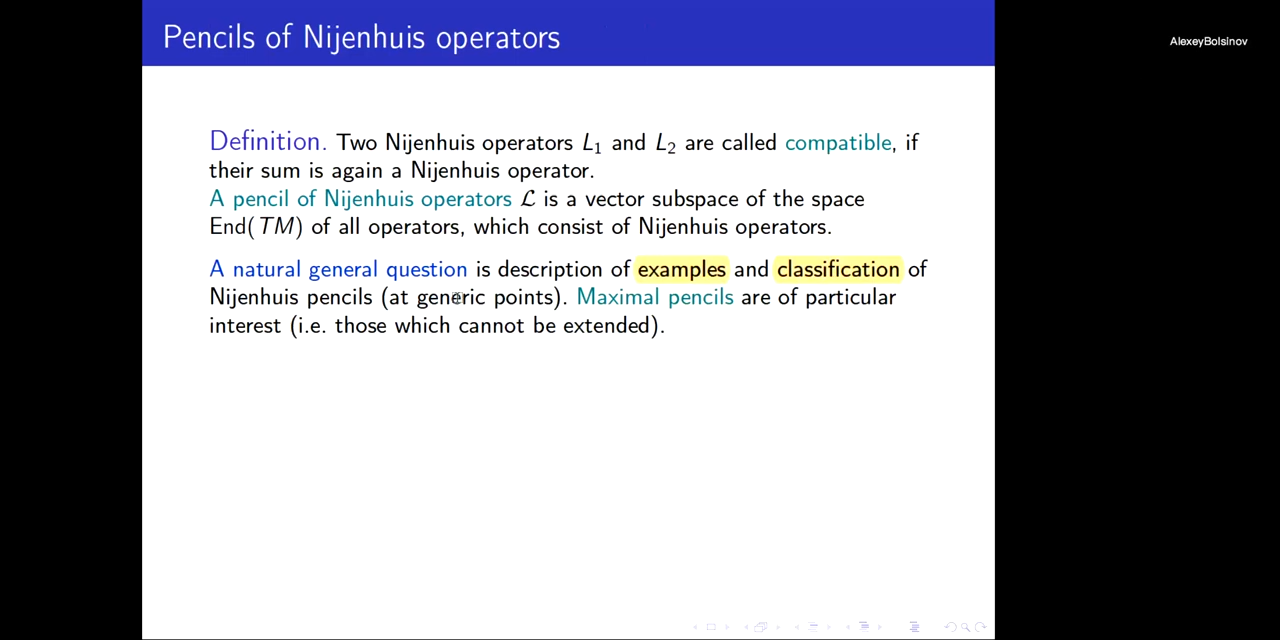 Pencils of Nijenhuis operators
AlexeyBolsinov
Definition. Two Nijenhuis operators L₁ and L₂ are called compatible, if
their sum is again a Nijenhuis operator.
A pencil of Nijenhuis operators ℒ is a vector subspace of the space
End(TM) of all operators, which consist of Nijenhuis operators.
A natural general question is description of examples and classification of
Nijenhuis pencils (at generic points). Maximal pencils are of particular
interest (i.e. those which cannot be extended).